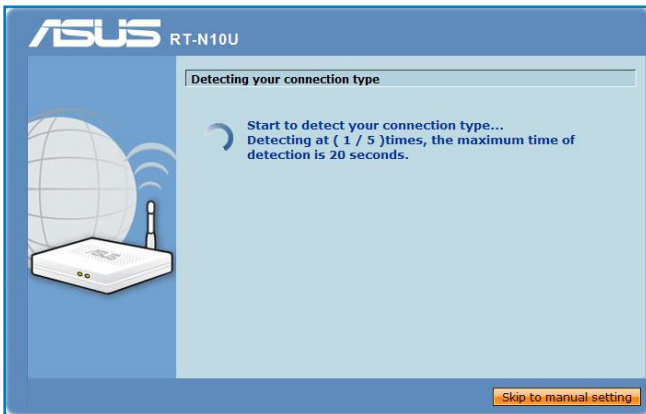 ASUS RT-N10U
Detecting your connection type
Start to detect your connection type...
Detecting at ( 1 / 5 )times, the maximum time of
detection is 20 seconds.
ASUS
Skip to manual setting